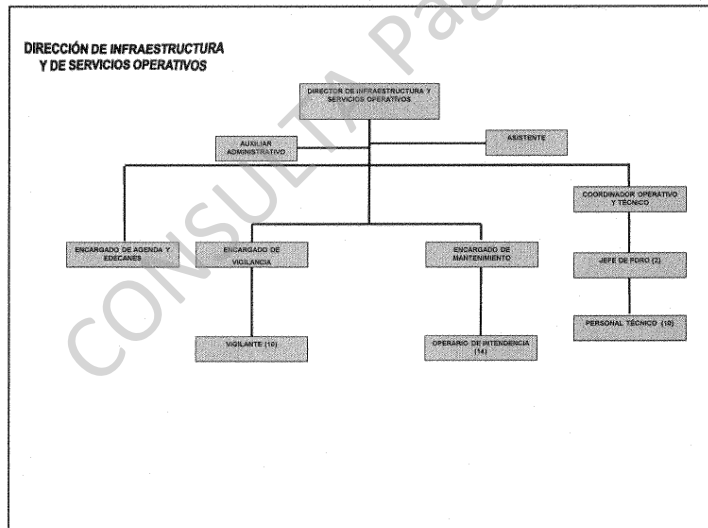 CONSULTA Pag
DIRECCIÓN DE INFRAESTRUCTURA
Y DE SERVICIOS OPERATIVOS
DIRECTOR DE INFRAESTRUCTURA Y
SERVICIOS OPERATIVOS
AUXILIAR
ADMINISTRATIVO
ASISTENTE
COORDINADOR OPERATIVO
Y TÉCNICO
ENCARGADO DE AGENDA Y
EDECANES
ENCARGADO DE
VIGILANCIA
ENCARGADO DE
MANTENIMIENTO
JEFE DE FORO (2)
PERSONAL TÉCNICO (10)
VIGILANTE (10)
OPERARIO DE INTENDENCIA
(14)